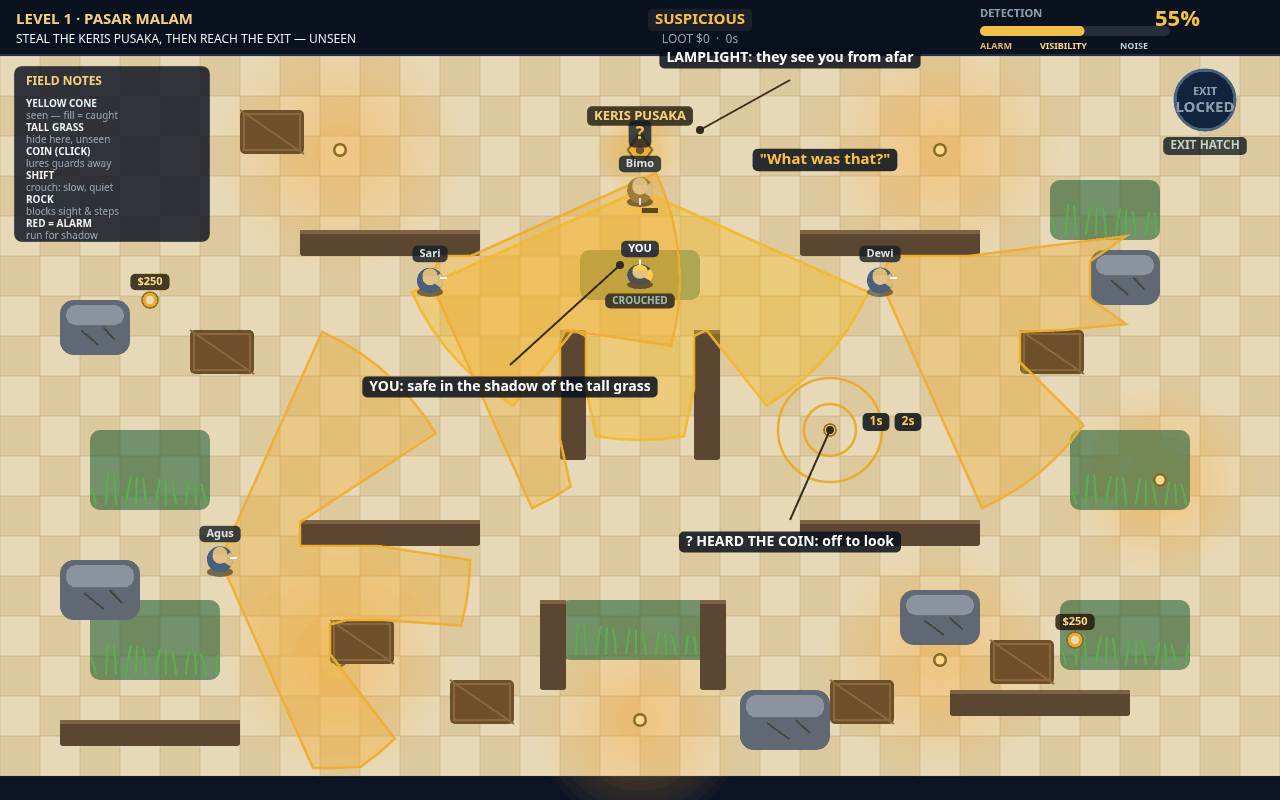 LEVEL 1 · PASAR MALAM
STEAL THE KERIS PUSAKA, THEN REACH THE EXIT — UNSEEN
SUSPICIOUS
LOOT $0 · 0s
DETECTION
55%
ALARM VISIBILITY NOISE
LAMPLIGHT: they see you from afar
FIELD NOTES
YELLOW CONE
seen — fill = caught
TALL GRASS
hide here, unseen
COIN (CLICK)
lures guards away
SHIFT
crouch: slow, quiet
ROCK
blocks sight & steps
RED = ALARM
run for shadow
EXIT
LOCKED
EXIT HATCH
KERIS PUSAKA
?
Bimo
"What was that?"
Sari
YOU
Dewi
CROUCHED
$250
YOU: safe in the shadow of the tall grass
1s 2s
Agus
? HEARD THE COIN: off to look
$250